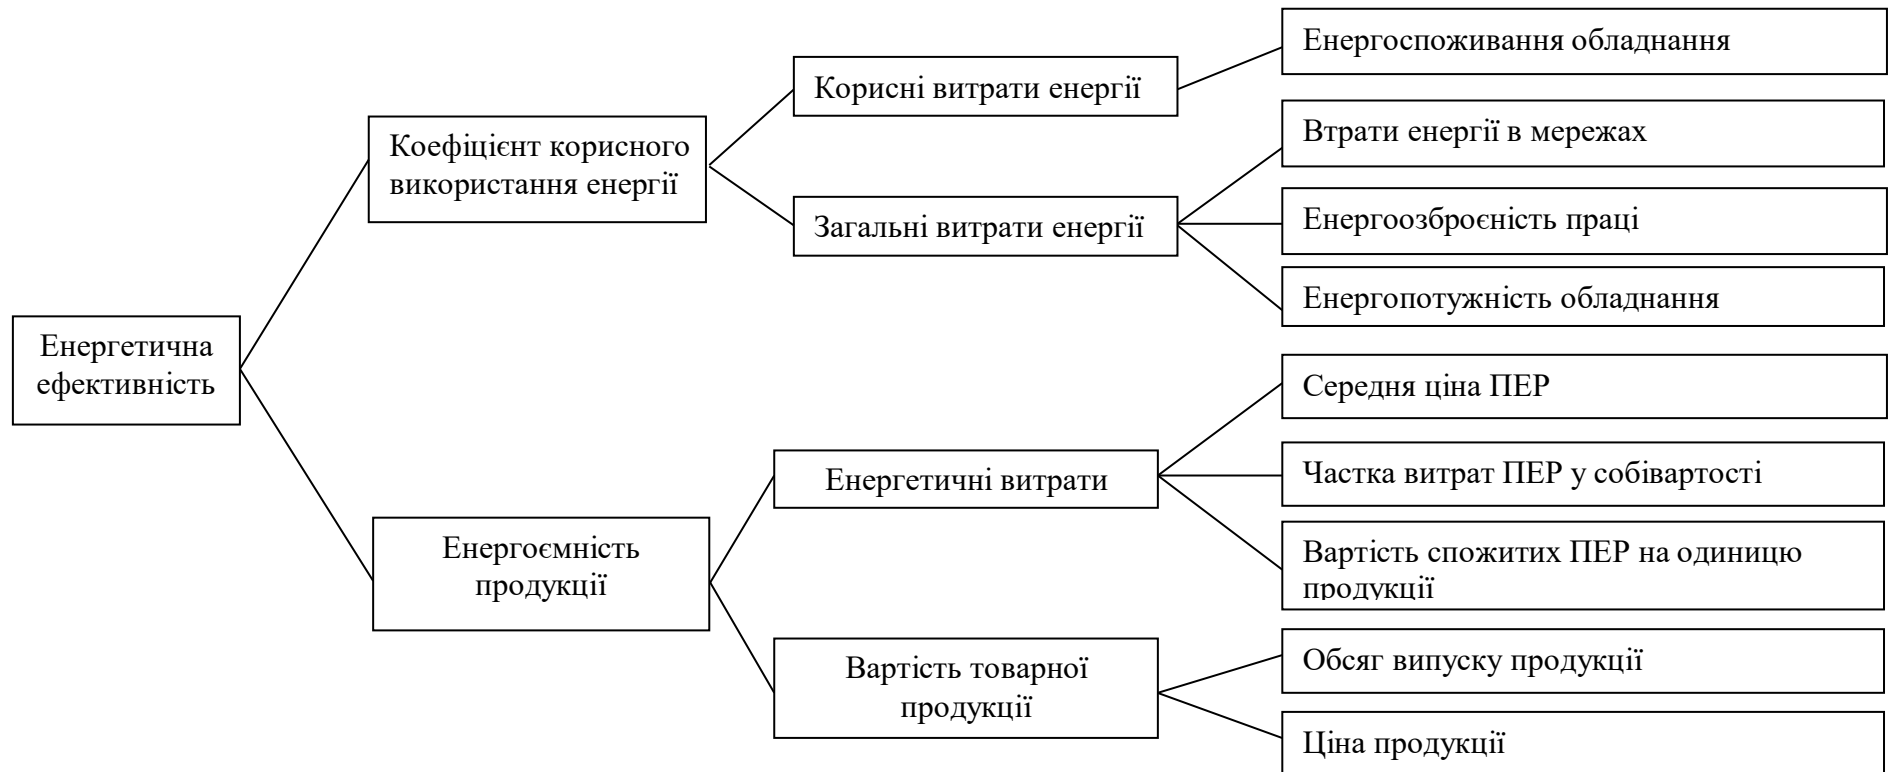 Енергоспоживання обладнання
Корисні витрати енергії
Втрати енергії в мережах
Коефіцієнт корисного
використання енергії
Загальні витрати енергії
Енергоозброєність праці
Енергопотужність обладнання
Енергетична
ефективність
Середня ціна ПЕР
Енергетичні витрати
Частка витрат ПЕР у собівартості
Енергоємність
продукції
Вартість спожитих ПЕР на одиницю
продукції
Вартість товарної
продукції
Обсяг випуску продукції
Ціна продукції